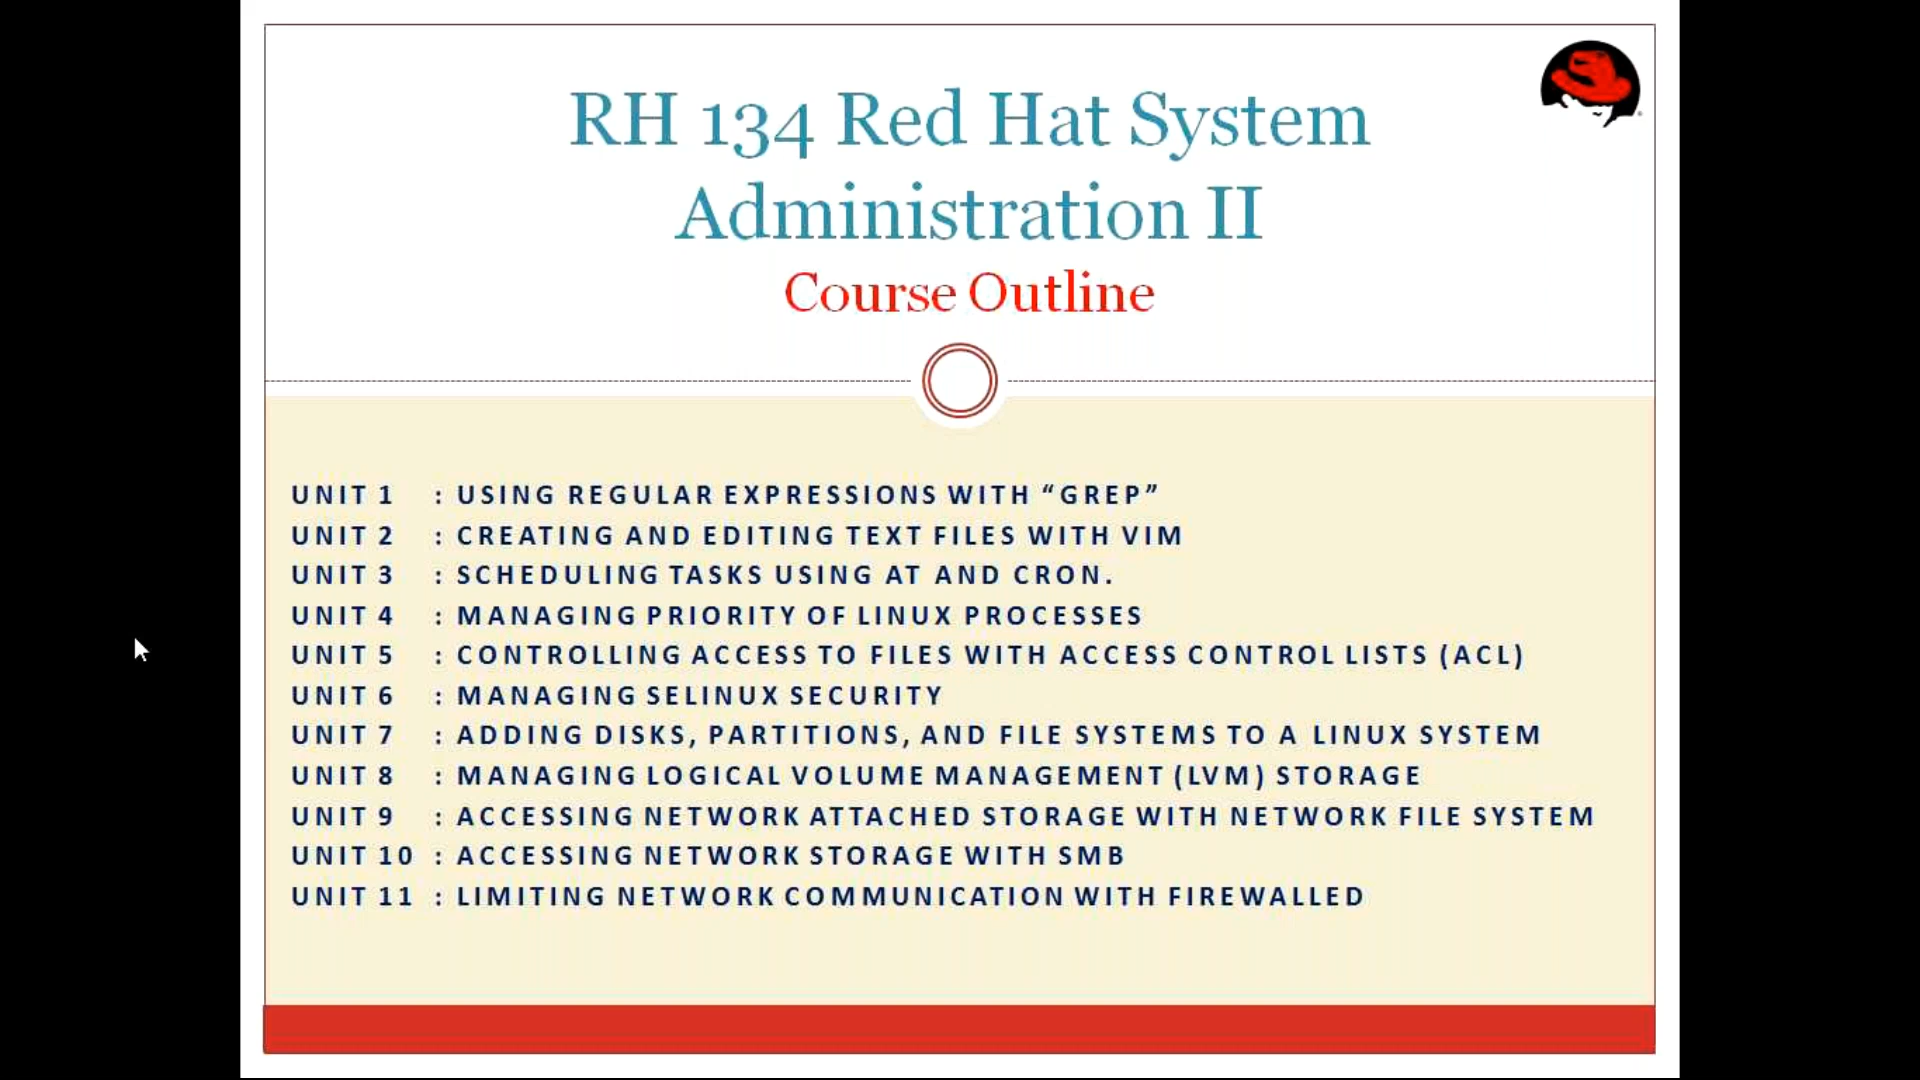 RH 134 Red Hat System
Administration II
Course Outline
UNIT 1 : USING REGULAR EXPRESSIONS WITH “GREP”
UNIT 2 : CREATING AND EDITING TEXT FILES WITH VIM
UNIT 3 : SCHEDULING TASKS USING AT AND CRON.
UNIT 4 : MANAGING PRIORITY OF LINUX PROCESSES
UNIT 5 : CONTROLLING ACCESS TO FILES WITH ACCESS CONTROL LISTS (ACL)
UNIT 6 : MANAGING SELINUX SECURITY
UNIT 7 : ADDING DISKS, PARTITIONS, AND FILE SYSTEMS TO A LINUX SYSTEM
UNIT 8 : MANAGING LOGICAL VOLUME MANAGEMENT (LVM) STORAGE
UNIT 9 : ACCESSING NETWORK ATTACHED STORAGE WITH NETWORK FILE SYSTEM
UNIT 10 : ACCESSING NETWORK STORAGE WITH SMB
UNIT 11 : LIMITING NETWORK COMMUNICATION WITH FIREWALLED